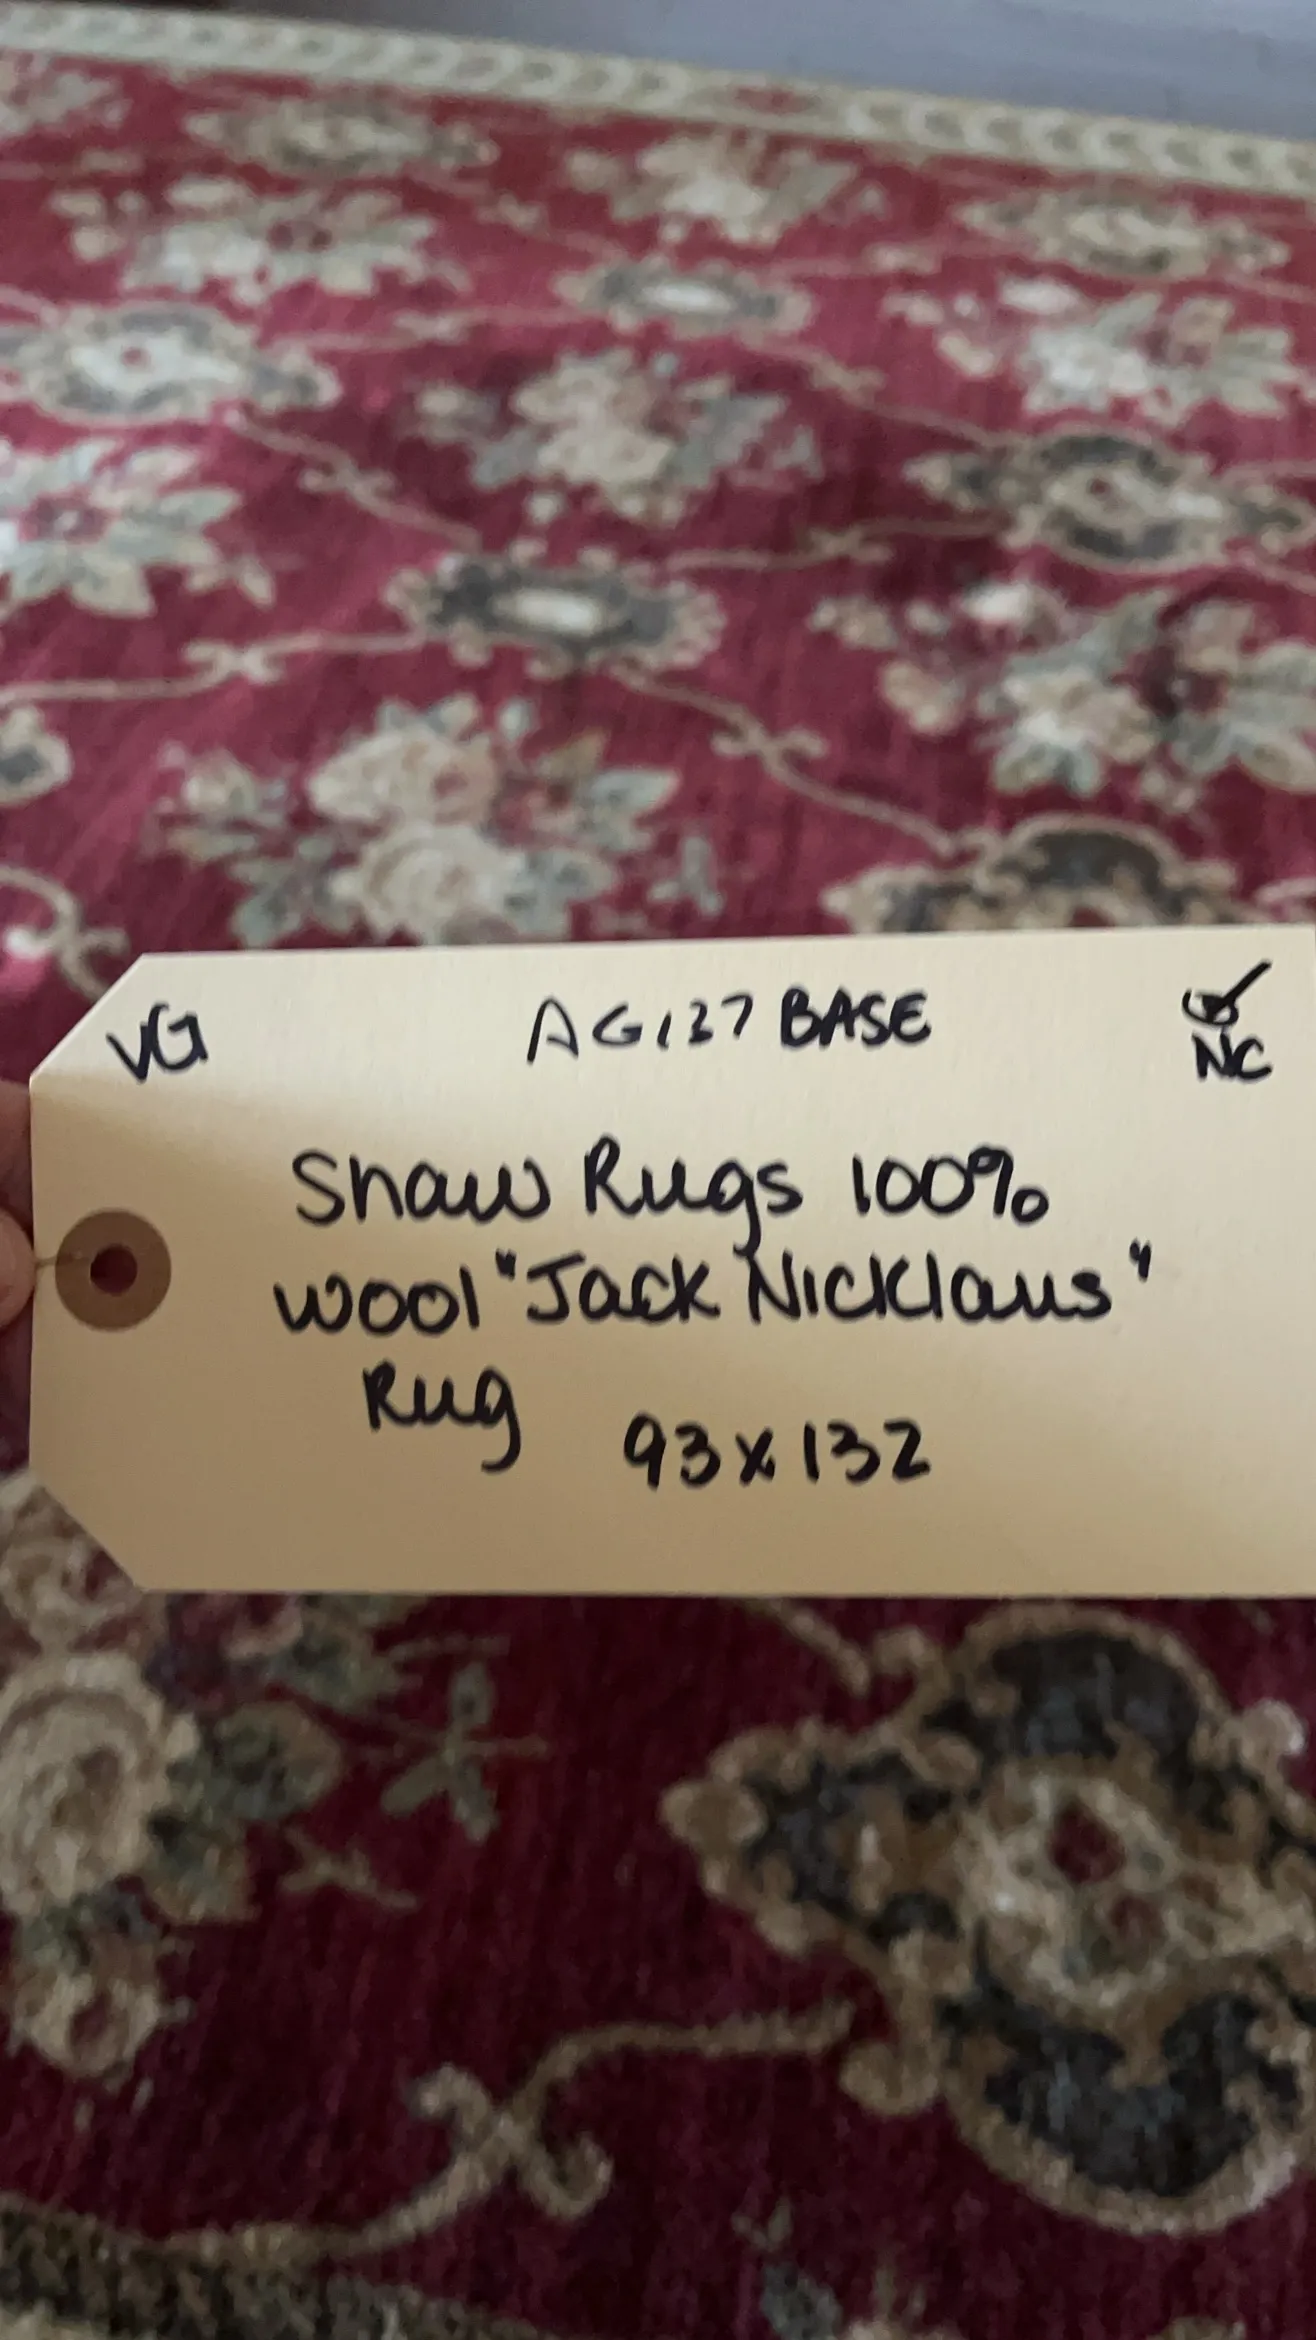 VG AG137 BASE NC
Shaw Rugs 100%
wool "Jack Nicklaus"
Rug 93x132